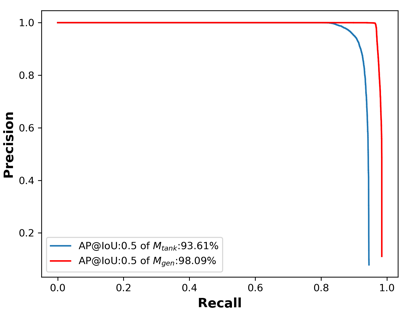 1.0
0.8
0.6
0.4
0.2
Precision
AP@IoU:0.5 of M_tank:93.61%
AP@IoU:0.5 of M_gen:98.09%
0.0 0.2 0.4 0.6 0.8 1.0
Recall